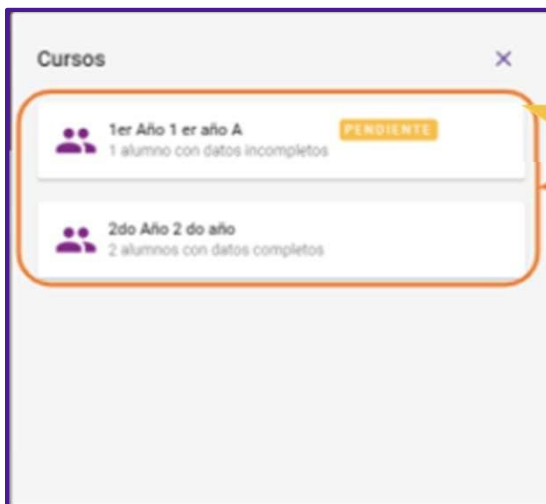 Cursos
1er Año 1 er año A PENDIENTE
1 alumno con datos incompletos
2do Año 2 do año
2 alumnos con datos completos